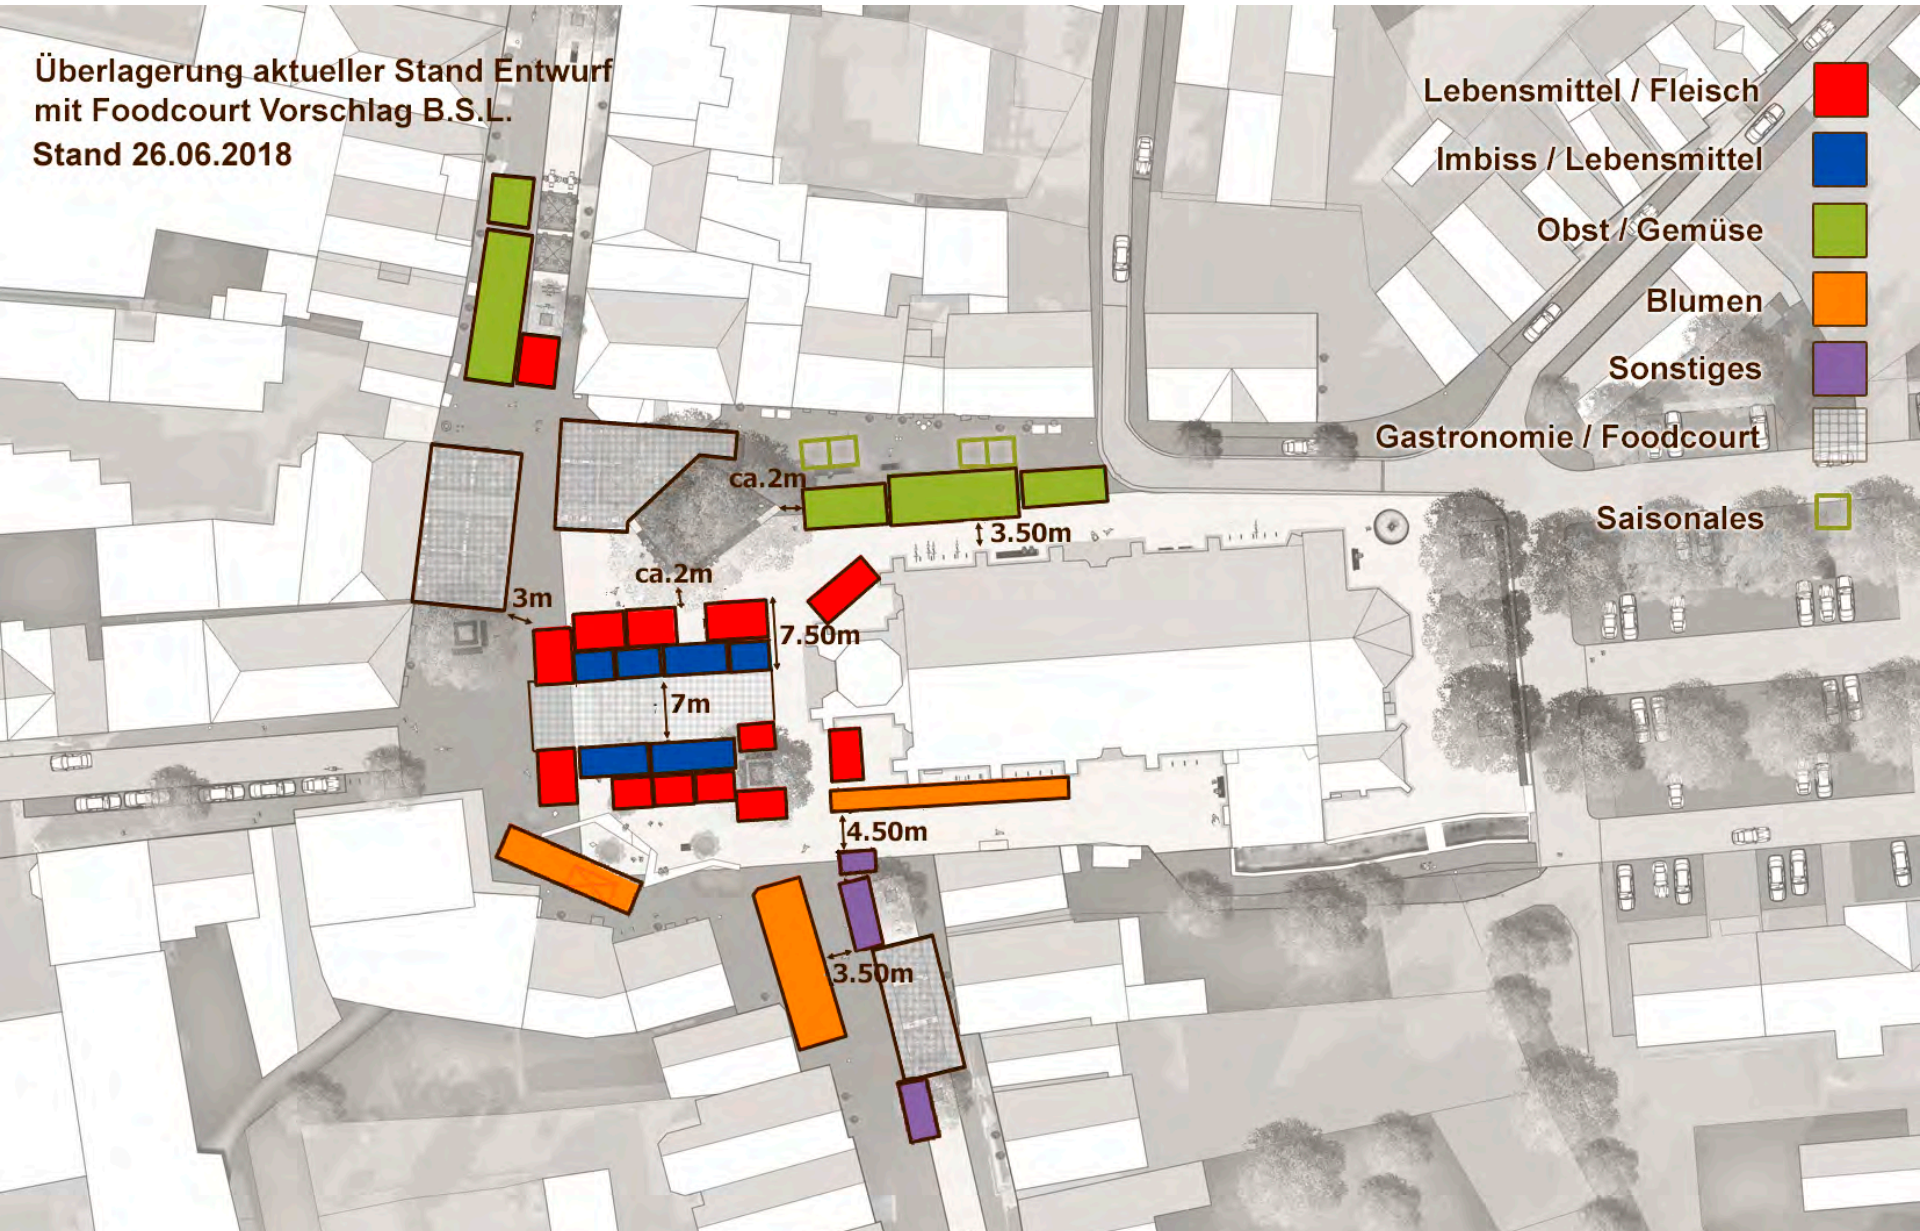 Überlagerung aktueller Stand Entwurf
mit Foodcourt Vorschlag B.S.L.
Stand 26.06.2018
Lebensmittel / Fleisch
Imbiss / Lebensmittel
Obst / Gemüse
Blumen
Sonstiges
Gastronomie / Foodcourt
Saisonales
ca.2m
3.50m
ca.2m
3m
7.50m
7m
4.50m
3.50m